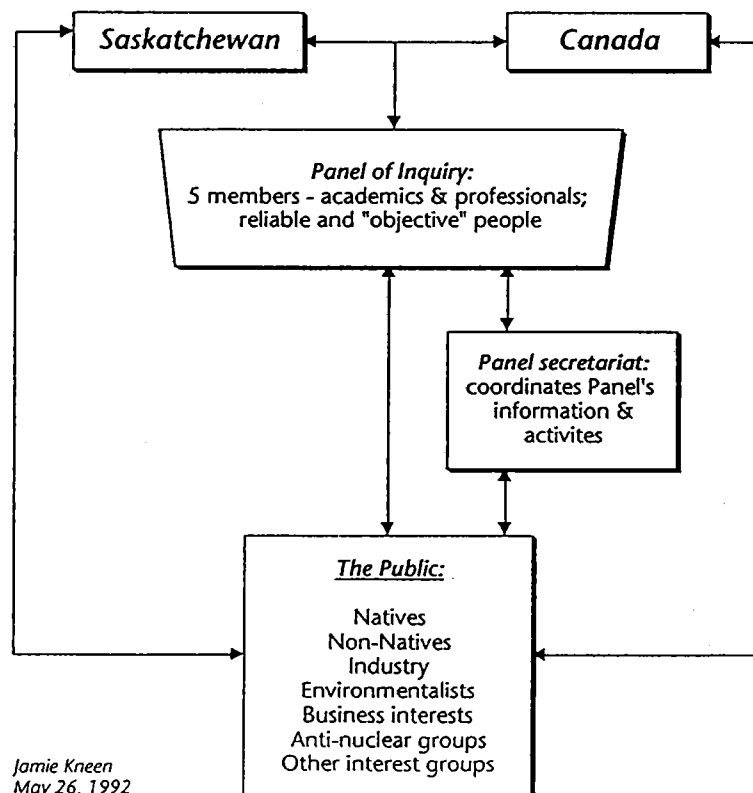 Saskatchewan
Canada
Panel of Inquiry:
5 members - academics & professionals;
reliable and "objective" people
Panel secretariat:
coordinates Panel's
information &
activites
The Public:
Natives
Non-Natives
Industry
Environmentalists
Business interests
Anti-nuclear groups
Other interest groups
Jamie Kneen
May 26, 1992